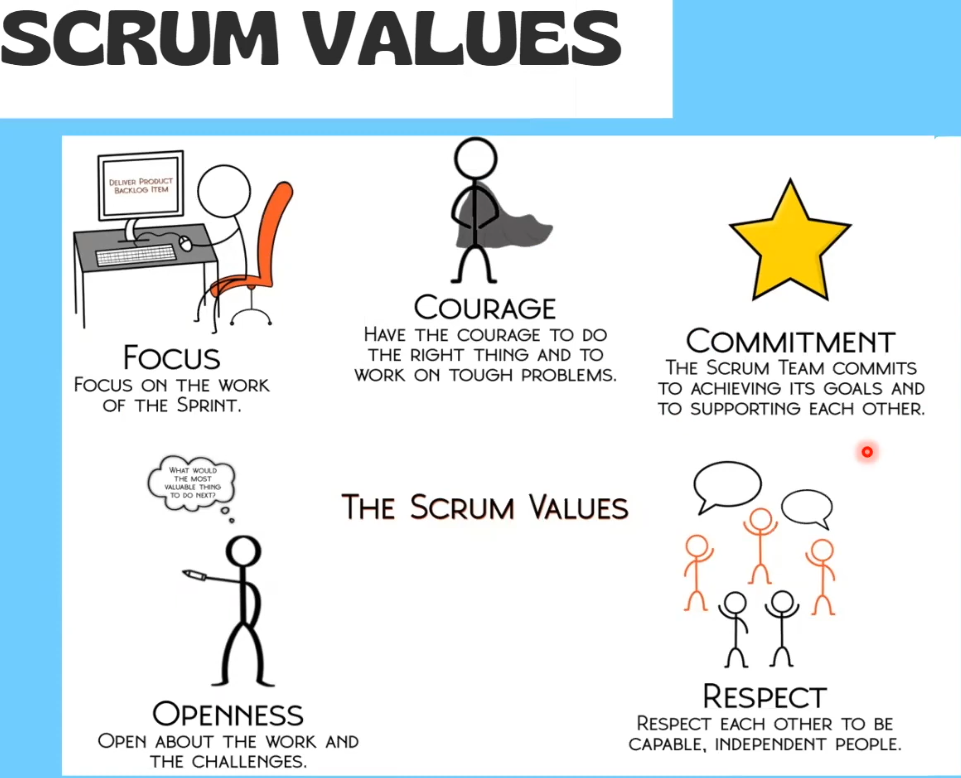 SCRUM VALUES
DELIVER PRODUCT
BACKLOG ITEM
FOCUS
FOCUS ON THE WORK
OF THE SPRINT.
COURAGE
HAVE THE COURAGE TO DO
THE RIGHT THING AND TO
WORK ON TOUGH PROBLEMS.
COMMITMENT
THE SCRUM TEAM COMMITS
TO ACHIEVING ITS GOALS AND
TO SUPPORTING EACH OTHER.
WHAT WOULD
THE MOST
VALUABLE THING
TO DO NEXT?
THE SCRUM VALUES
OPENNESS
OPEN ABOUT THE WORK AND
THE CHALLENGES.
RESPECT
RESPECT EACH OTHER TO BE
CAPABLE, INDEPENDENT PEOPLE.